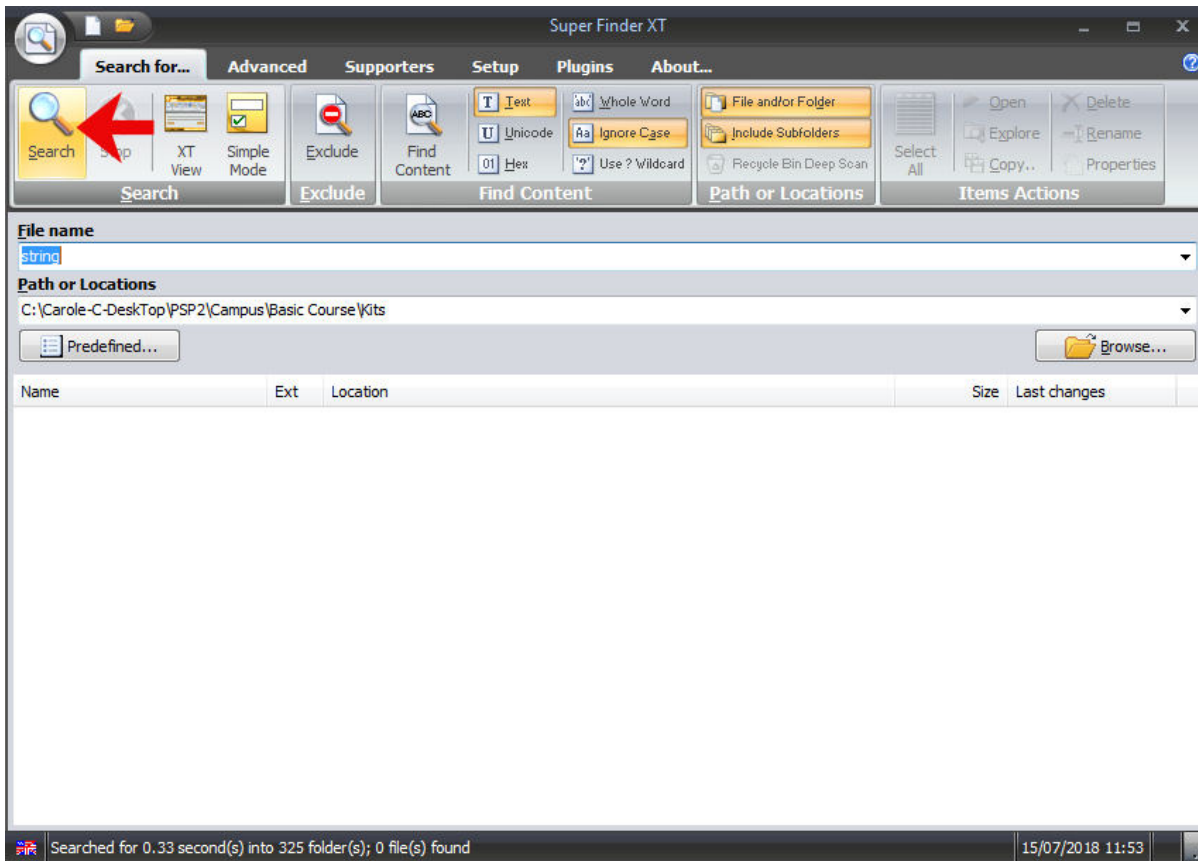 Super Finder XT
Search for... Advanced Supporters Setup Plugins About...
Search Stop XT View Simple Mode
Search
Exclude
Exclude
Find Content
T Text abc Whole Word
U Unicode Aa Ignore Case
01 Hex '?' Use ? Wildcard
Find Content
File and/or Folder
Include Subfolders
Recycle Bin Deep Scan
Path or Locations
Select All
Open Delete
Explore Rename
Copy.. Properties
Items Actions
File name
string
Path or Locations
C:\Carole-C-DeskTop\PSP2\Campus\Basic Course\Kits
Predefined... Browse...
Name Ext Location Size Last changes
Searched for 0.33 second(s) into 325 folder(s); 0 file(s) found 15/07/2018 11:53